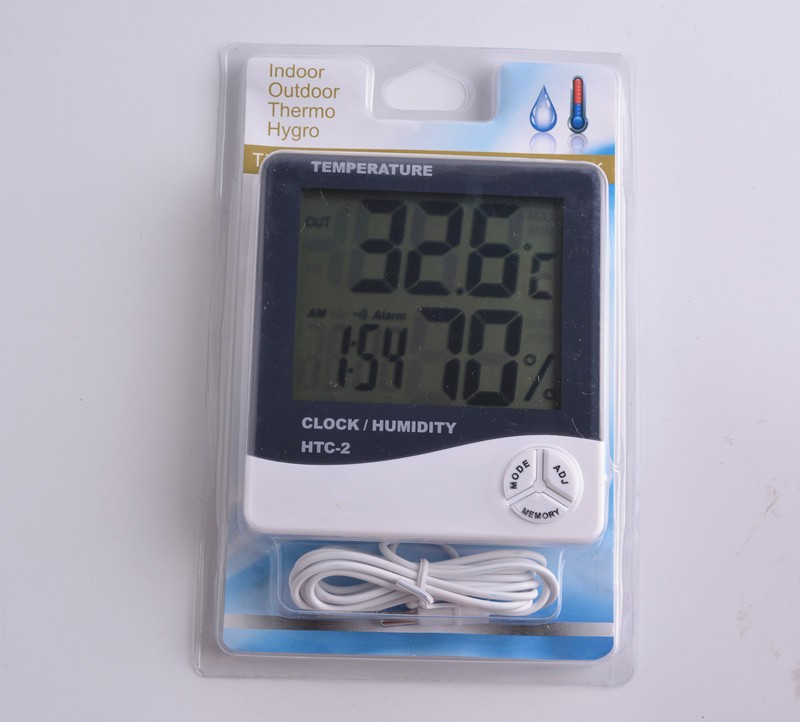 Indoor
Outdoor
Thermo
Hygro
TEMPERATURE
OUT
32.6°C
AM Alarm
1:54 70%
CLOCK / HUMIDITY
HTC-2
MODE ADJ
MEMORY